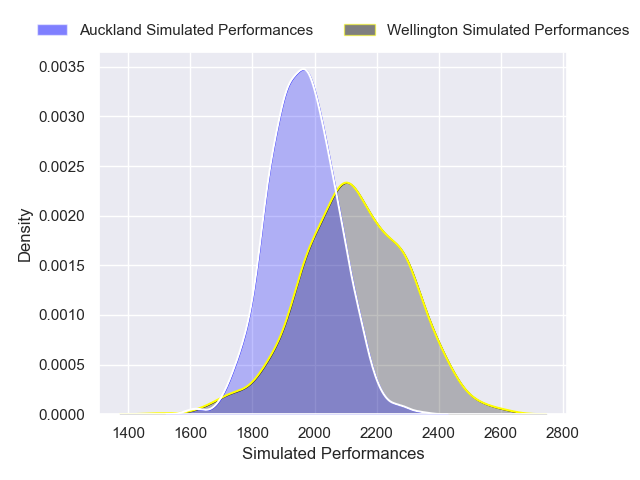 Auckland Simulated Performances
Wellington Simulated Performances
0.0035
0.0030
0.0025
0.0020
0.0015
0.0010
0.0005
0.0000
Density
1400 1600 1800 2000 2200 2400 2600 2800
Simulated Performances